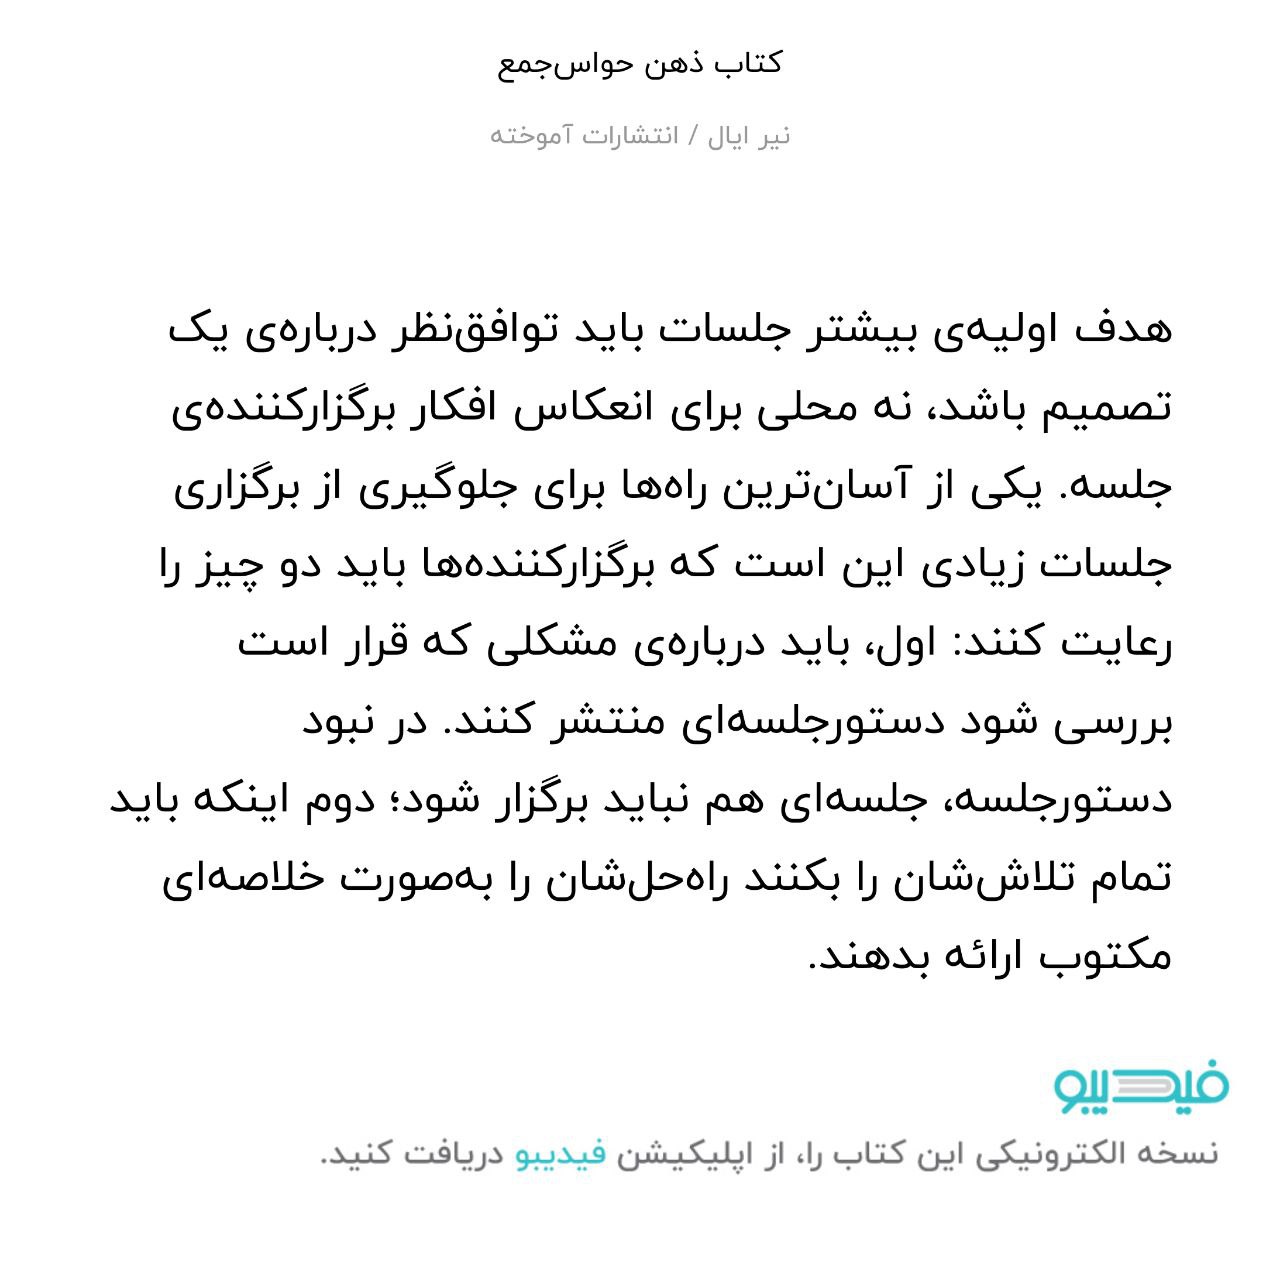 کتاب ذهن حواس‌جمع
نیر ایال / انتشارات آموخته
هدف اولیه‌ی بیشتر جلسات باید توافق‌نظر درباره‌ی یک
تصمیم باشد، نه محلی برای انعکاس افکار برگزارکننده‌ی
جلسه. یکی از آسان‌ترین راه‌ها برای جلوگیری از برگزاری
جلسات زیادی این است که برگزارکننده‌ها باید دو چیز را
رعایت کنند: اول، باید درباره‌ی مشکلی که قرار است
بررسی شود دستورجلسه‌ای منتشر کنند. در نبود
دستورجلسه، جلسه‌ای هم نباید برگزار شود؛ دوم اینکه باید
تمام تلاش‌شان را بکنند راه‌حل‌شان را به‌صورت خلاصه‌ای
مکتوب ارائه بدهند.
فیدیبو
نسخه الکترونیکی این کتاب را، از اپلیکیشن فیدیبو دریافت کنید.